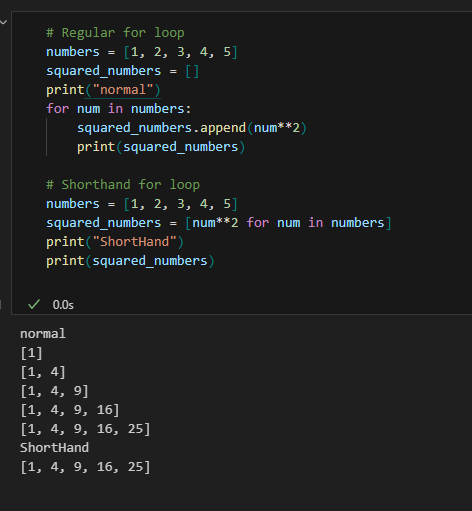 # Regular for loop
numbers = [1, 2, 3, 4, 5]
squared_numbers = []
print("normal")
for num in numbers:
    squared_numbers.append(num**2)
    print(squared_numbers)

# Shorthand for loop
numbers = [1, 2, 3, 4, 5]
squared_numbers = [num**2 for num in numbers]
print("ShortHand")
print(squared_numbers)
0.0s
normal
[1]
[1, 4]
[1, 4, 9]
[1, 4, 9, 16]
[1, 4, 9, 16, 25]
ShortHand
[1, 4, 9, 16, 25]